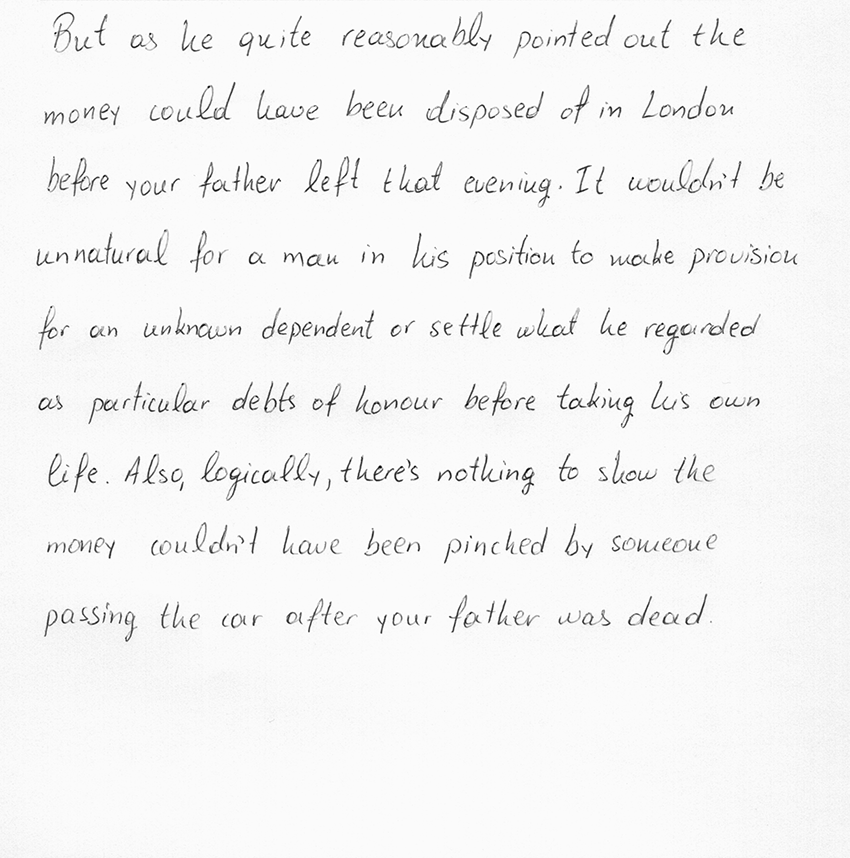 But as he quite reasonably pointed out the
money could have been disposed of in London
before your father left that evening. It wouldn't be
unnatural for a man in his position to make provision
for an unknown dependent or settle what he regarded
as particular debts of honour before taking his own
life. Also, logically, there's nothing to show the
money couldn't have been pinched by someone
passing the car after your father was dead.